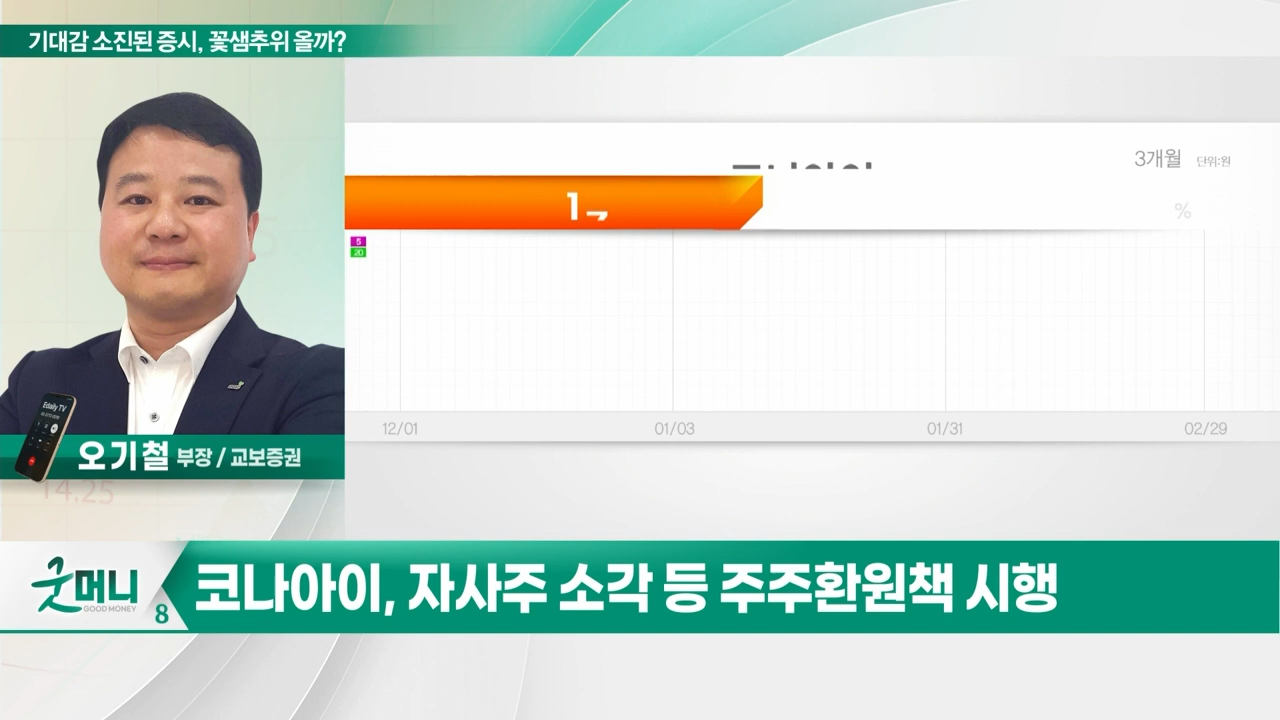 기대감 소진된 증시, 꽃샘추위 올까?
3개월 단위:원
%
5
20
12/01 01/03 01/31 02/29
Edaily TV
오기철 부장 / 교보증권
14.25
굿머니
GOOD MONEY
8
코나아이, 자사주 소각 등 주주환원책 시행